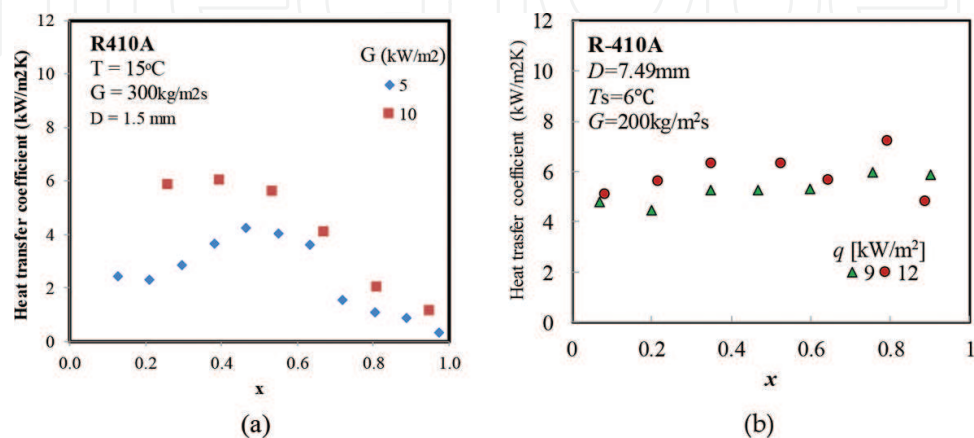 12
10
8
6
4
2
0
Heat transfer coefficient (kW/m2K)
R410A
T = 15°C
G = 300kg/m2s
D = 1.5 mm
G (kW/m2)
5
10
0.0 0.2 0.4 0.6 0.8 1.0
x
(a)
12
10
8
6
4
2
0
Heat trasfer coefficient (kW/m2K)
R-410A
D=7.49mm
Ts=6℃
G=200kg/m²s
q [kW/m²]
9 12
0 0.2 0.4 0.6 0.8 1
x
(b)